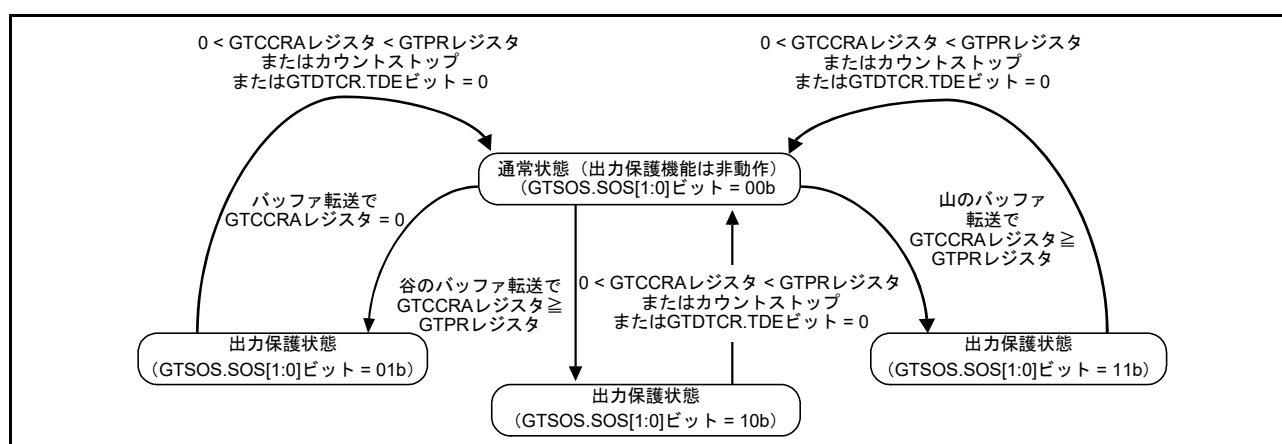 0 < GTCCRAレジスタ < GTPRレジスタ
またはカウントストップ
またはGTDTCR.TDEビット = 0
0 < GTCCRAレジスタ < GTPRレジスタ
またはカウントストップ
またはGTDTCR.TDEビット = 0
通常状態（出力保護機能は非動作）
（GTSOS.SOS[1:0]ビット = 00b
バッファ転送で
GTCCRAレジスタ = 0
山のバッファ
転送で
GTCCRAレジスタ≧
GTPRレジスタ
谷のバッファ転送で
GTCCRAレジスタ≧
GTPRレジスタ
0 < GTCCRAレジスタ < GTPRレジスタ
またはカウントストップ
またはGTDTCR.TDEビット = 0
出力保護状態
（GTSOS.SOS[1:0]ビット = 01b）
出力保護状態
（GTSOS.SOS[1:0]ビット = 10b）
出力保護状態
（GTSOS.SOS[1:0]ビット = 11b）